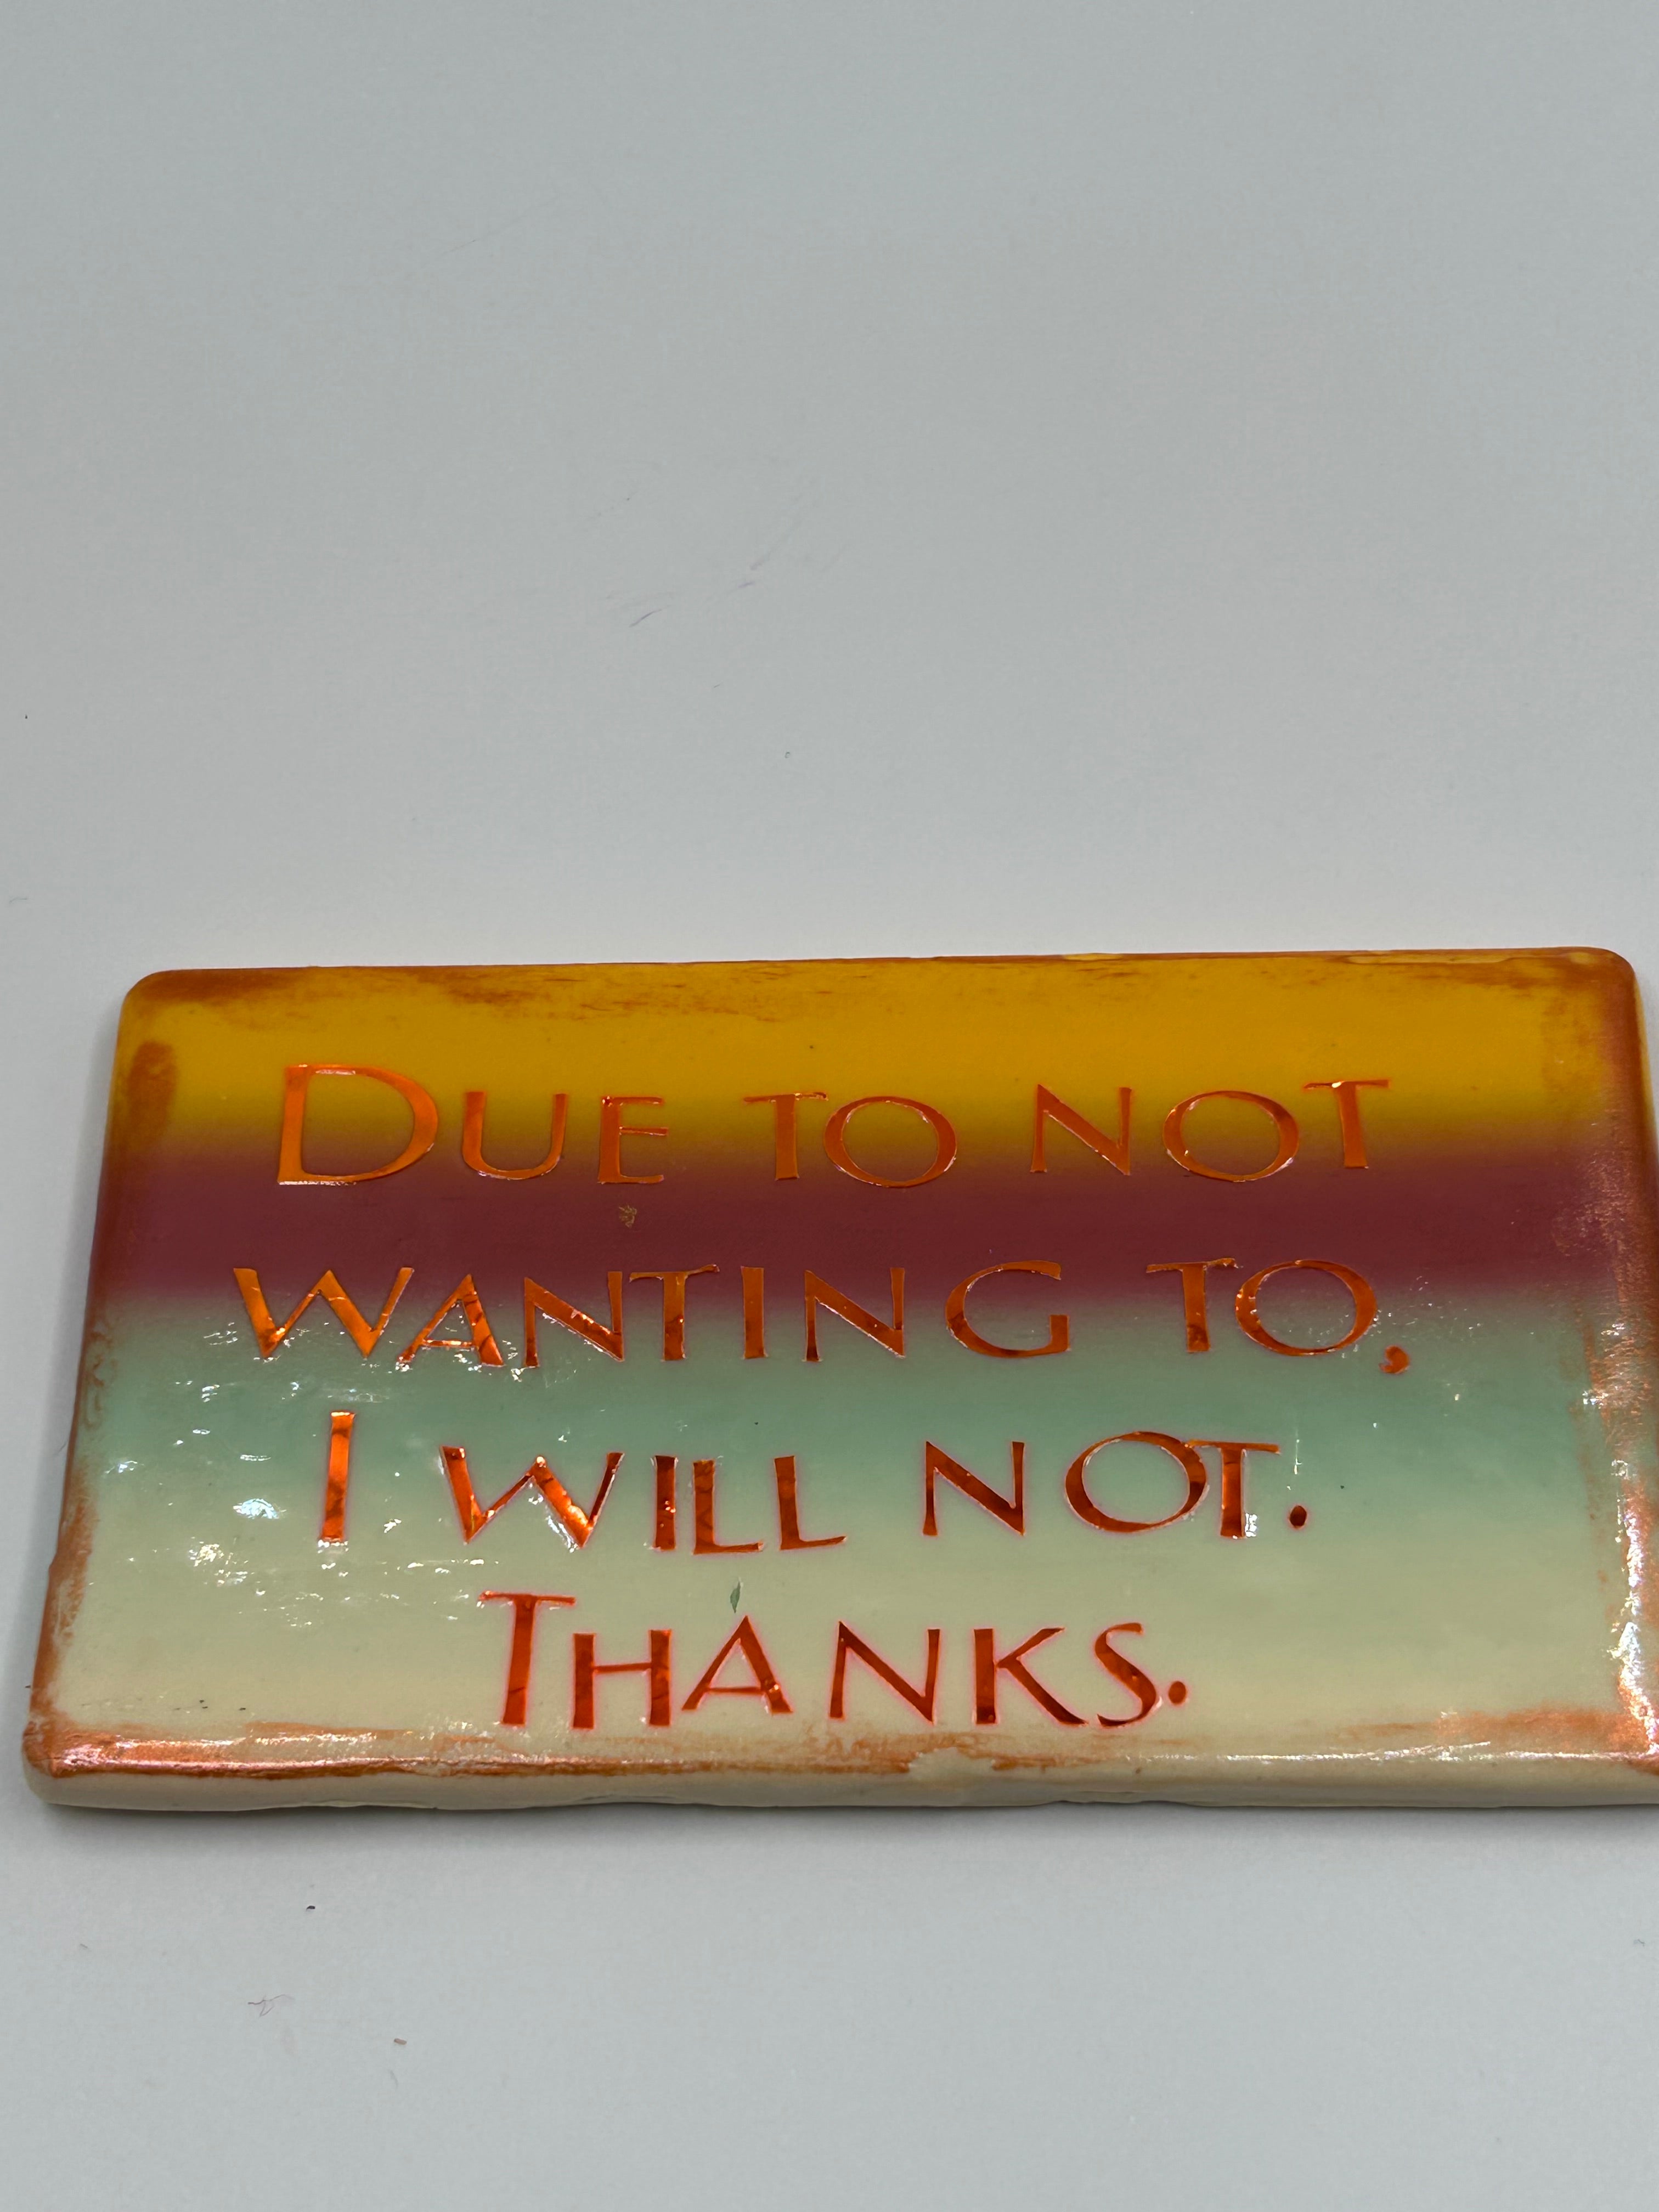 Due to not
wanting to,
I will not.
Thanks.